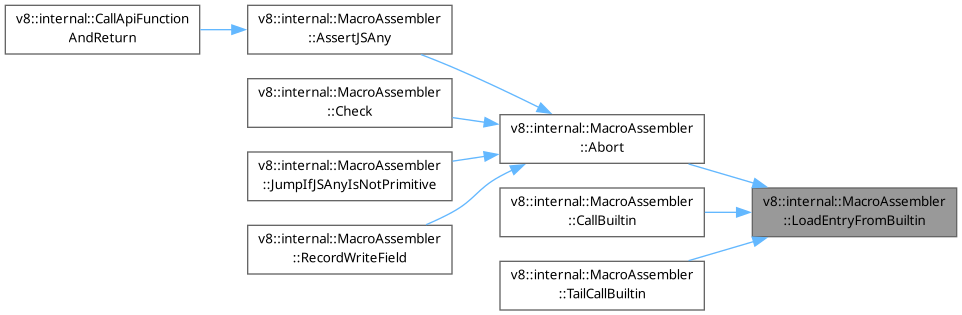 v8::internal::CallApiFunction
AndReturn
v8::internal::MacroAssembler
::AssertJSAny
v8::internal::MacroAssembler
::Check
v8::internal::MacroAssembler
::JumpIfJSAnyIsNotPrimitive
v8::internal::MacroAssembler
::RecordWriteField
v8::internal::MacroAssembler
::Abort
v8::internal::MacroAssembler
::CallBuiltin
v8::internal::MacroAssembler
::TailCallBuiltin
v8::internal::MacroAssembler
::LoadEntryFromBuiltin